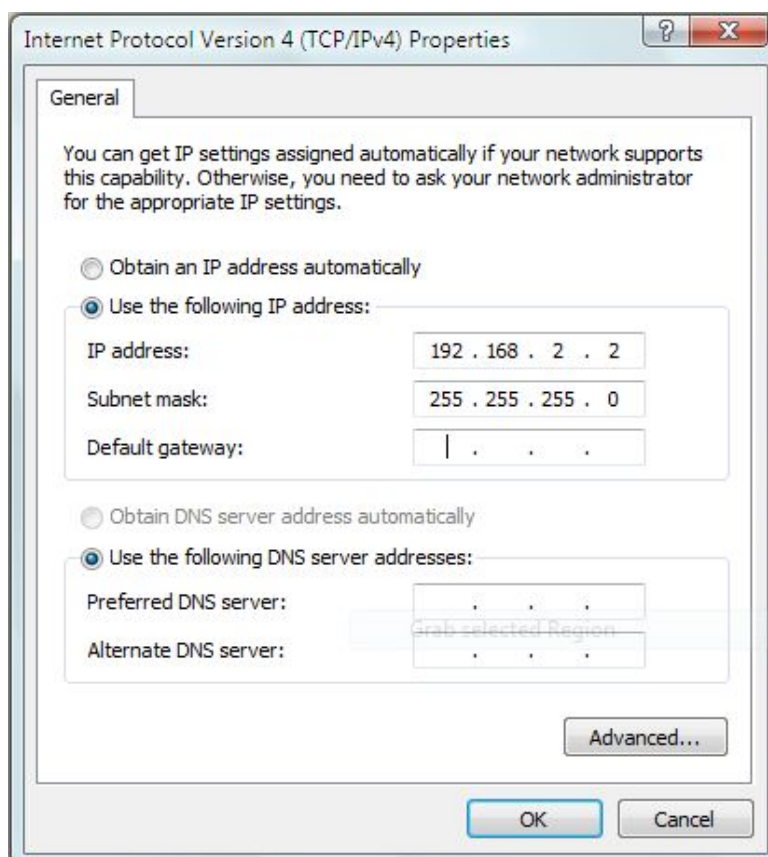 Internet Protocol Version 4 (TCP/IPv4) Properties
General
You can get IP settings assigned automatically if your network supports
this capability. Otherwise, you need to ask your network administrator
for the appropriate IP settings.
Obtain an IP address automatically
Use the following IP address:
IP address: 192 . 168 . 2 . 2
Subnet mask: 255 . 255 . 255 . 0
Default gateway: . . .
Obtain DNS server address automatically
Use the following DNS server addresses:
Preferred DNS server: . . .
Grab selected Region
Alternate DNS server: . . .
Advanced...
OK Cancel